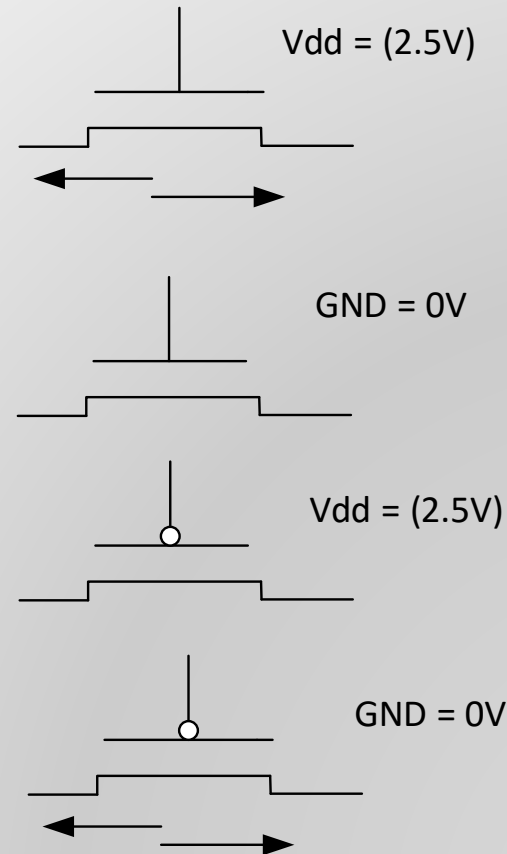 Vdd = (2.5V)
GND = 0V
Vdd = (2.5V)
GND = 0V